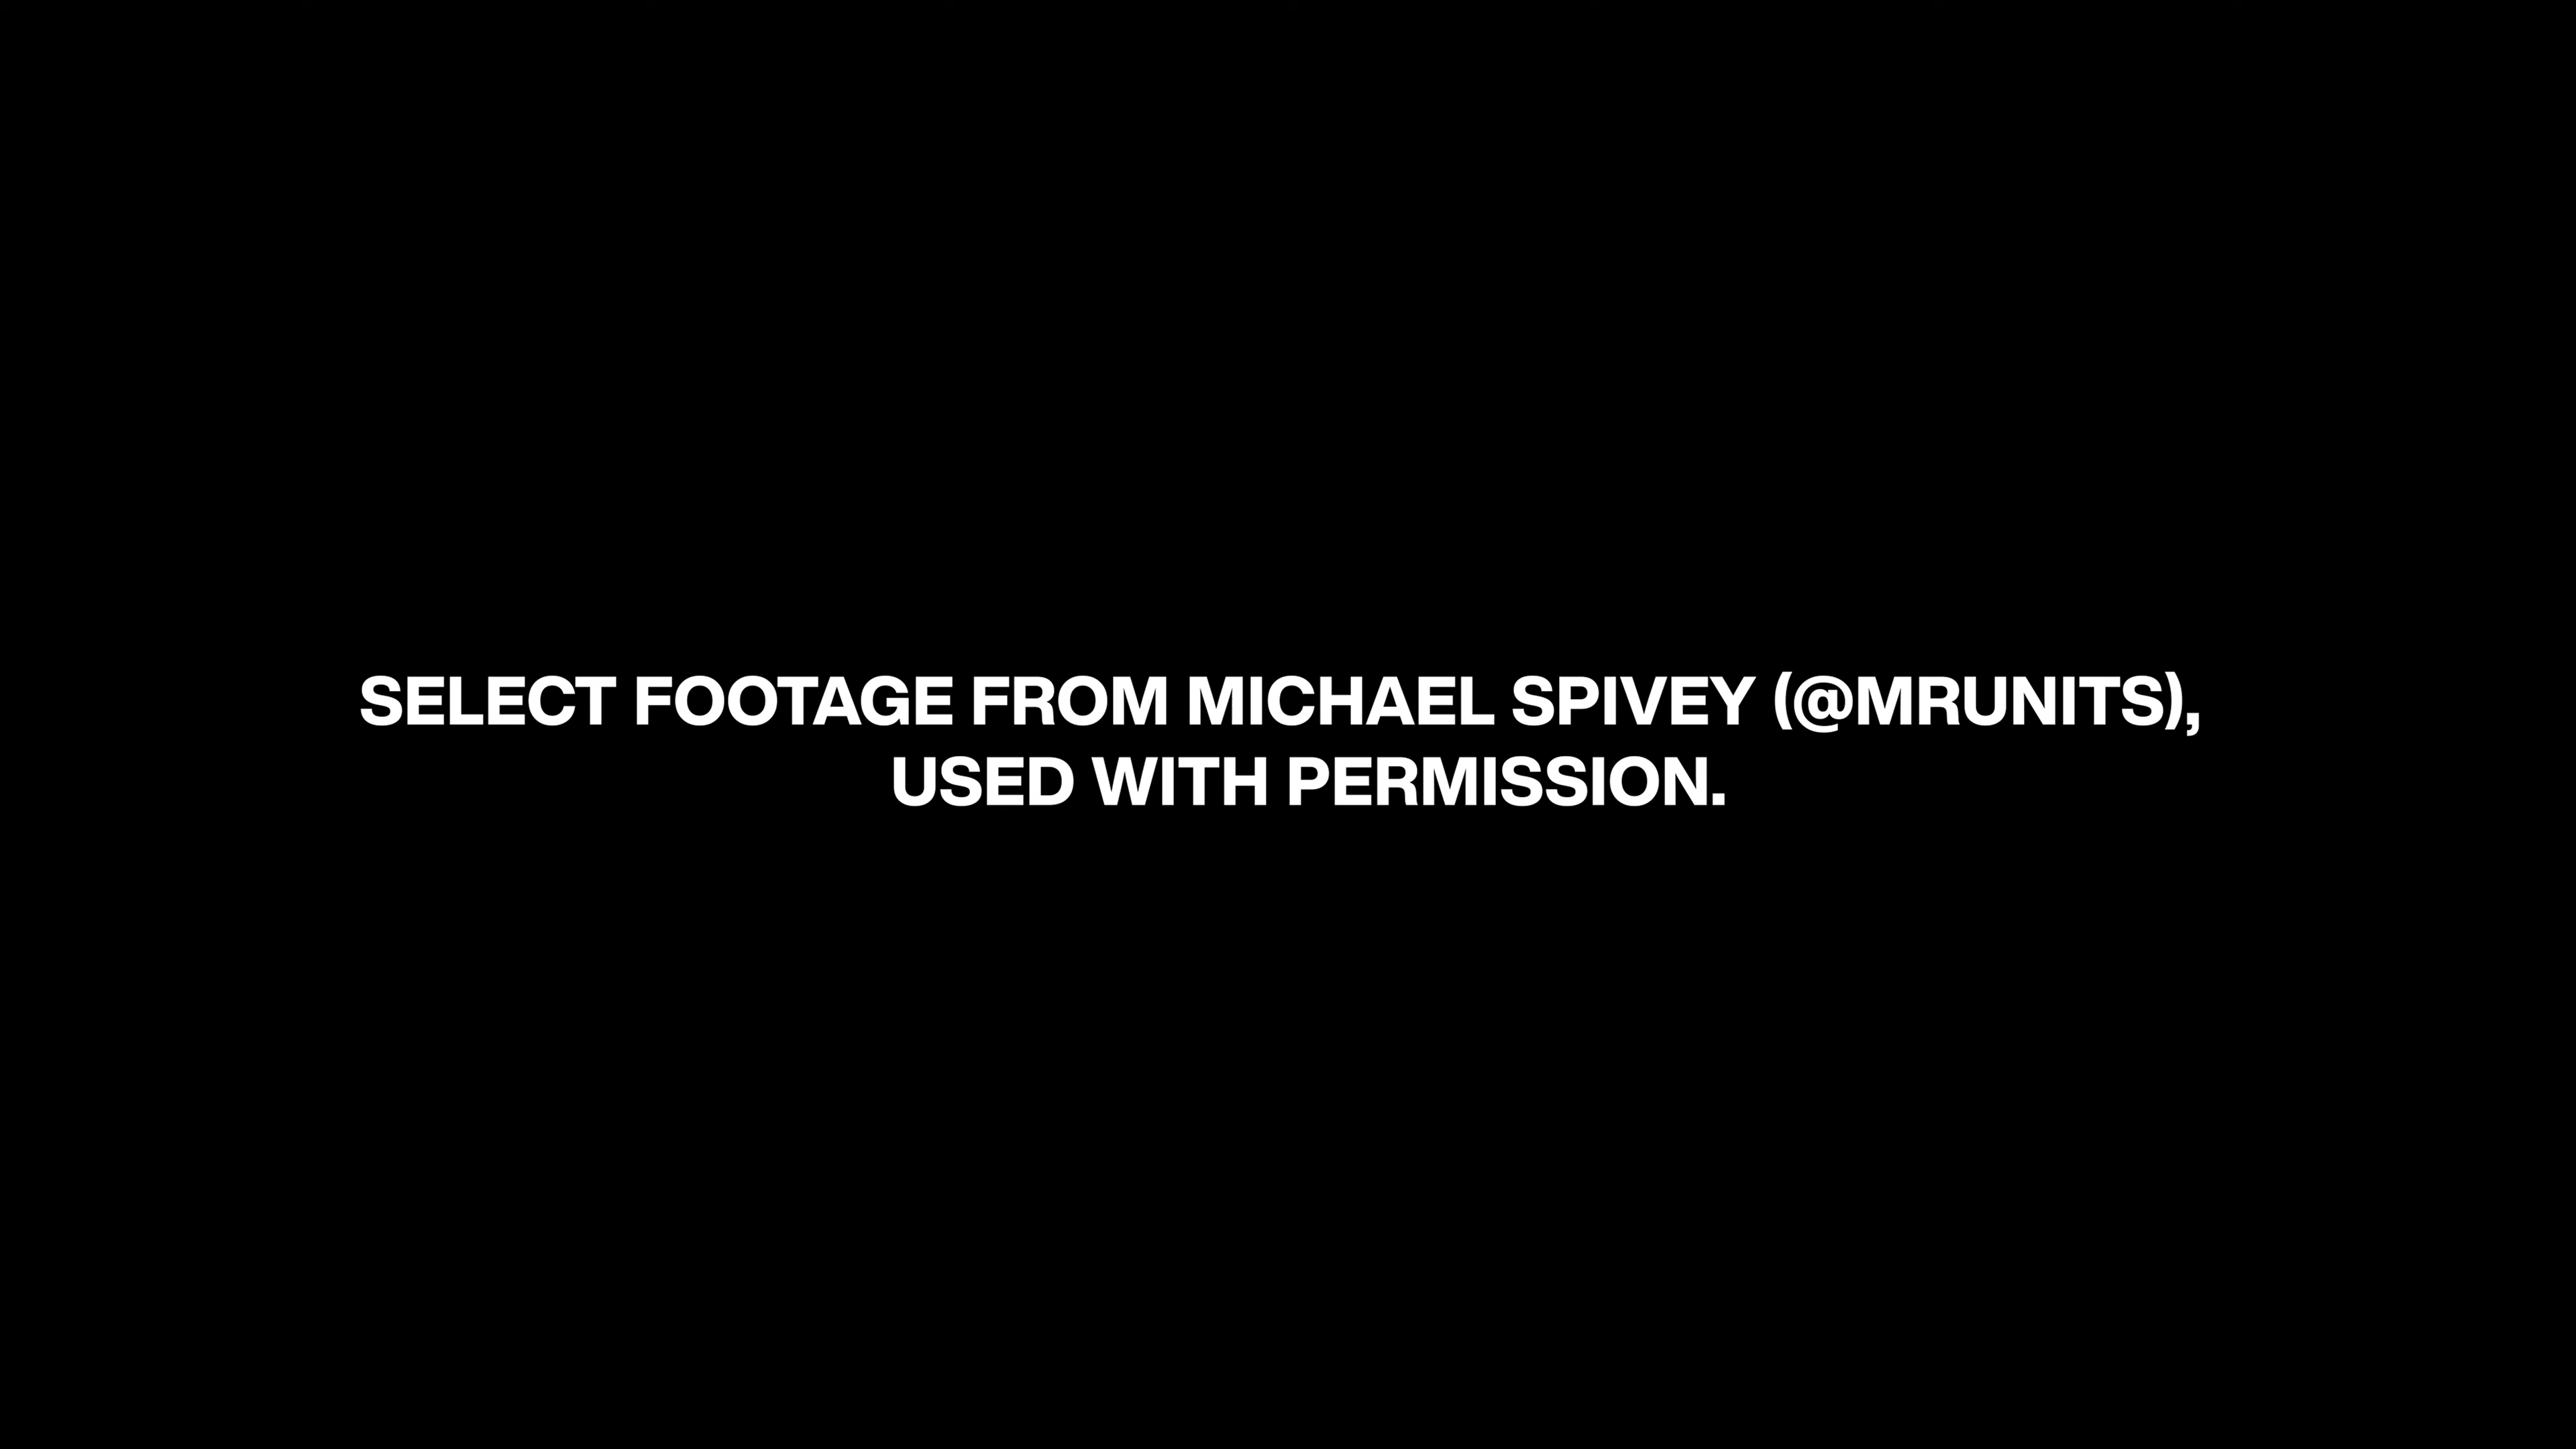 SELECT FOOTAGE FROM MICHAEL SPIVEY (@MRUNITS),
USED WITH PERMISSION.